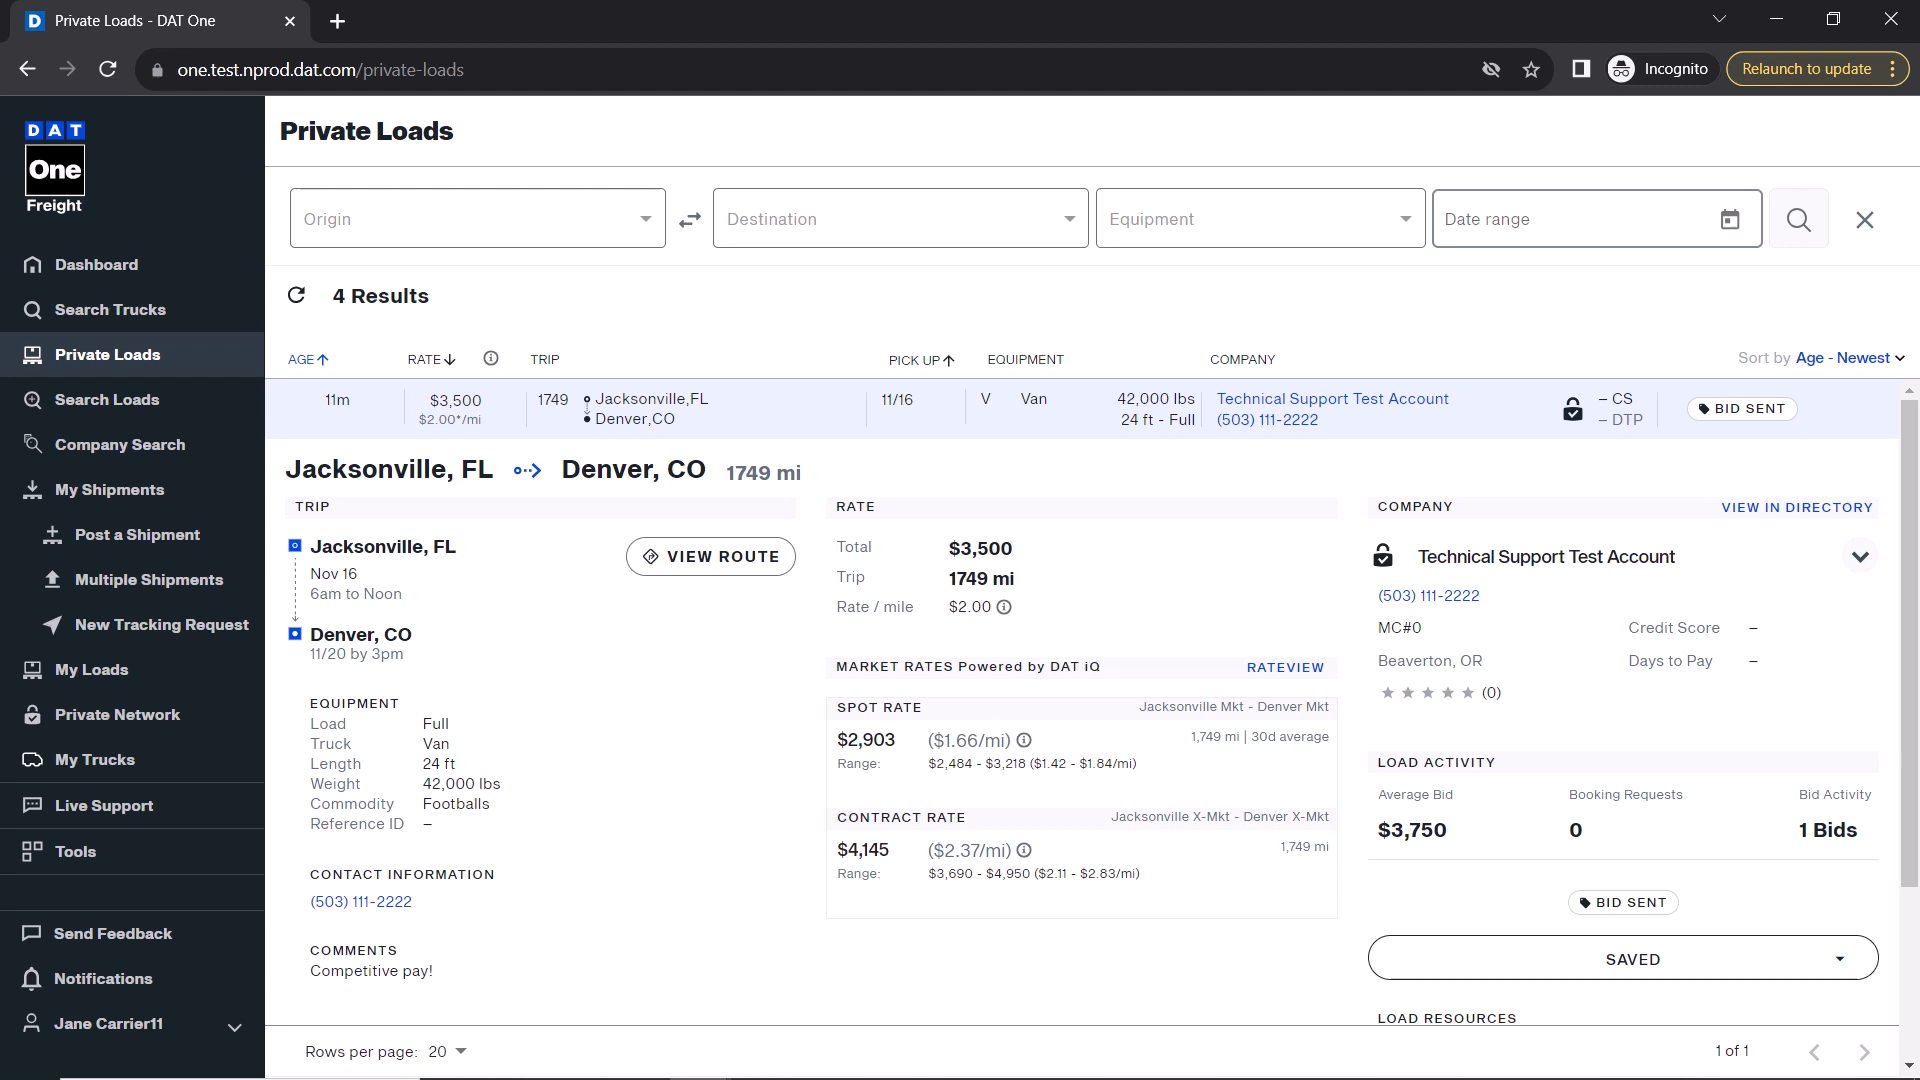 Private Loads - DAT One
one.test.nprod.dat.com/private-loads
Incognito
Relaunch to update
DAT
One
Freight
Dashboard
Search Trucks
Private Loads
Search Loads
Company Search
My Shipments
Post a Shipment
Multiple Shipments
New Tracking Request
My Loads
Private Network
My Trucks
Live Support
Tools
Send Feedback
Notifications
Jane Carrier11
Private Loads
Origin
Destination
Equipment
Date range
4 Results
AGE RATE TRIP PICK UP EQUIPMENT COMPANY Sort by Age - Newest
11m $3,500 1749 Jacksonville,FL 11/16 V Van 42,000 lbs Technical Support Test Account – CS BID SENT
$2.00*/mi Denver,CO 24 ft - Full (503) 111-2222 – DTP
Jacksonville, FL Denver, CO 1749 mi
TRIP
Jacksonville, FL
Nov 16
6am to Noon
VIEW ROUTE
Denver, CO
11/20 by 3pm
EQUIPMENT
Load Full
Truck Van
Length 24 ft
Weight 42,000 lbs
Commodity Footballs
Reference ID –
CONTACT INFORMATION
(503) 111-2222
COMMENTS
Competitive pay!
RATE
Total $3,500
Trip 1749 mi
Rate / mile $2.00
MARKET RATES Powered by DAT iQ RATEVIEW
SPOT RATE Jacksonville Mkt - Denver Mkt
$2,903 ($1.66/mi) 1,749 mi | 30d average
Range: $2,484 - $3,218 ($1.42 - $1.84/mi)
CONTRACT RATE Jacksonville X-Mkt - Denver X-Mkt
$4,145 ($2.37/mi) 1,749 mi
Range: $3,690 - $4,950 ($2.11 - $2.83/mi)
COMPANY VIEW IN DIRECTORY
Technical Support Test Account
(503) 111-2222
MC#0 Credit Score –
Beaverton, OR Days to Pay –
(0)
LOAD ACTIVITY
Average Bid Booking Requests Bid Activity
$3,750 0 1 Bids
BID SENT
SAVED
LOAD RESOURCES
Rows per page: 20
1 of 1